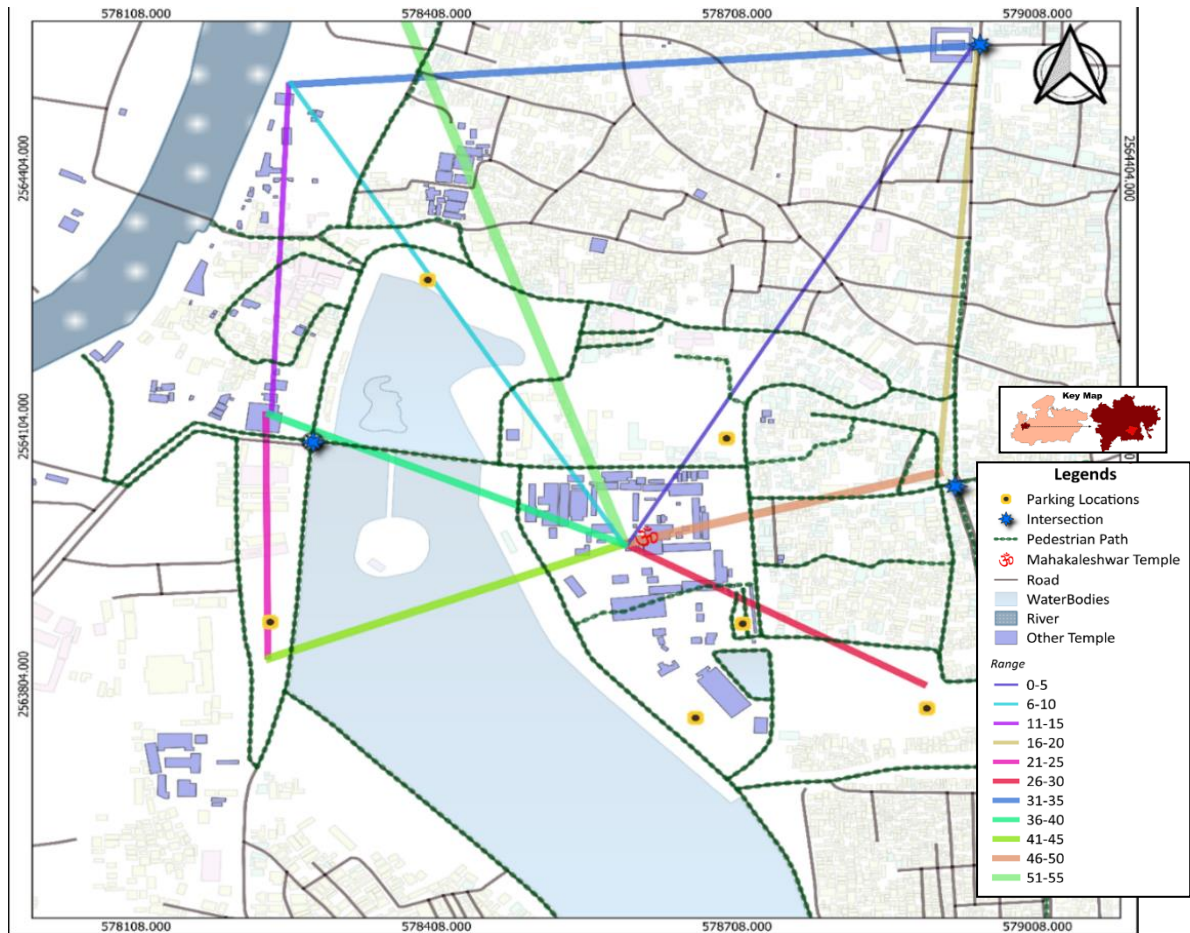 578108.000 578408.000 578708.000 579008.000
2564404.000
2564404.000
2564104.000
2563804.000
Key Map
Legends
Parking Locations
Intersection
Pedestrian Path
ॐ Mahakaleshwar Temple
Road
WaterBodies
River
Other Temple
Range
0-5
6-10
11-15
16-20
21-25
26-30
31-35
36-40
41-45
46-50
51-55
ॐ
578108.000 578408.000 578708.000 579008.000